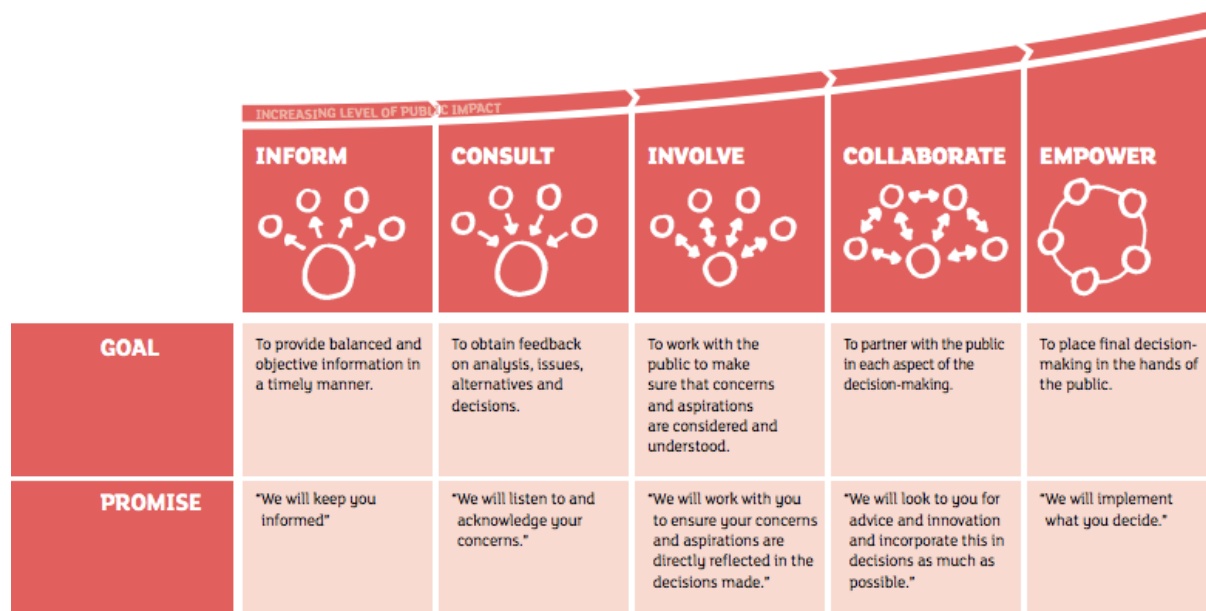 INCREASING LEVEL OF PUBLIC IMPACT
INFORM
CONSULT
INVOLVE
COLLABORATE
EMPOWER
GOAL
To provide balanced and
objective information in
a timely manner.
To obtain feedback
on analysis, issues,
alternatives and
decisions.
To work with the
public to make
sure that concerns
and aspirations
are considered and
understood.
To partner with the public
in each aspect of the
decision-making.
To place final decision-
making in the hands of
the public.
PROMISE
“We will keep you
informed”
“We will listen to and
acknowledge your
concerns.”
“We will work with you
to ensure your concerns
and aspirations are
directly reflected in the
decisions made.”
“We will look to you for
advice and innovation
and incorporate this in
decisions as much as
possible.”
“We will implement
what you decide.”